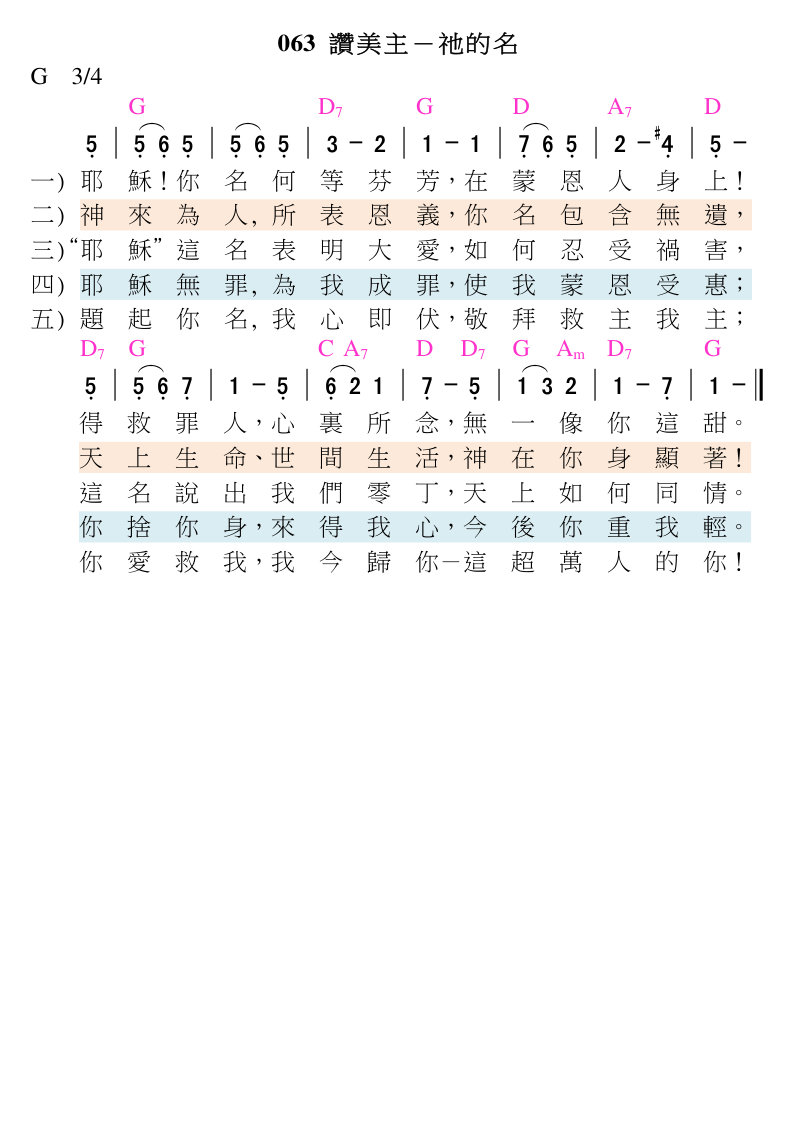 063 讚美主－祂的名
G 3/4
G D7 G D A7 D
5 | 5 6 5 | 5 6 5 | 3 － 2 | 1 － 1 | 7 6 5 | 2 － #4 | 5 －
一) 耶穌！你名何等芬芳，在蒙恩人身上！
二) 神來為人，所表恩義，你名包含無遺，
三) “耶穌”這名表明大愛，如何忍受禍害，
四) 耶穌無罪，為我成罪，使我蒙恩受惠；
五) 題起你名，我心即伏，敬拜救主我主；
D7 G C A7 D D7 G Am D7 G
5 | 5 6 7 | 1 － 5 | 6 2 1 | 7 － 5 | 1 3 2 | 1 － 7 | 1 － ‖
得救罪人，心裏所念，無一像你這甜。
天上生命、世間生活，神在你身顯著！
這名說出我們零丁，天上如何同情。
你捨你身，來得我心，今後你重我輕。
你愛救我，我今歸你－這超萬人的你！